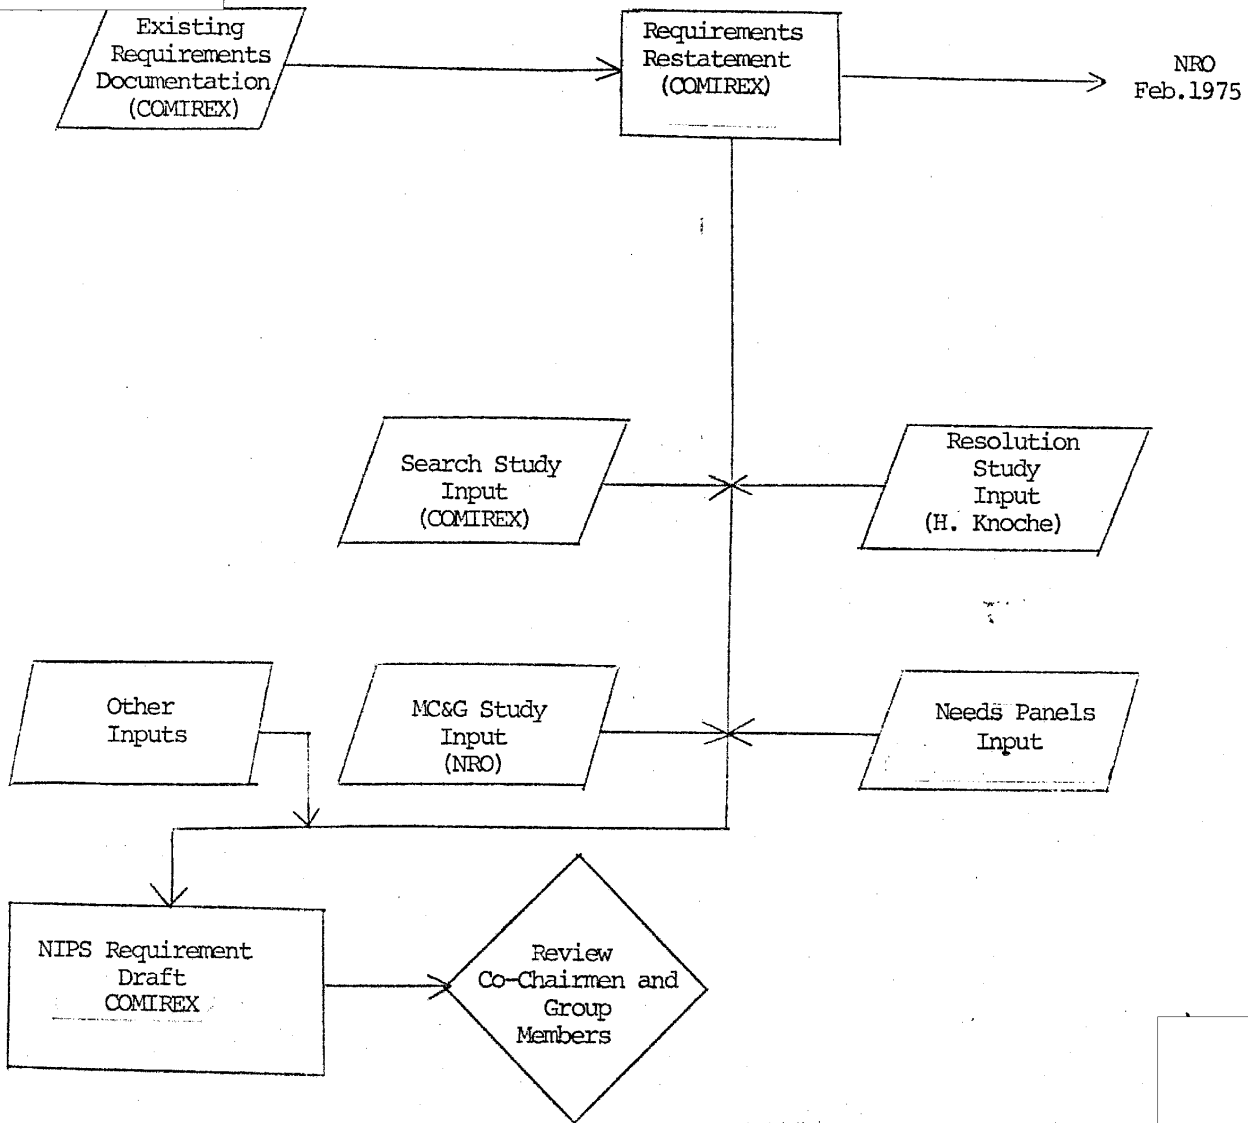 Existing
Requirements
Documentation
(COMIREX)
Requirements
Restatement
(COMIREX)
NRO
Feb.1975
Search Study
Input
(COMIREX)
Resolution
Study
Input
(H. Knoche)
Other
Inputs
MC&G Study
Input
(NRO)
Needs Panels
Input
NIPS Requirement
Draft
COMIREX
Review
Co-Chairmen and
Group
Members